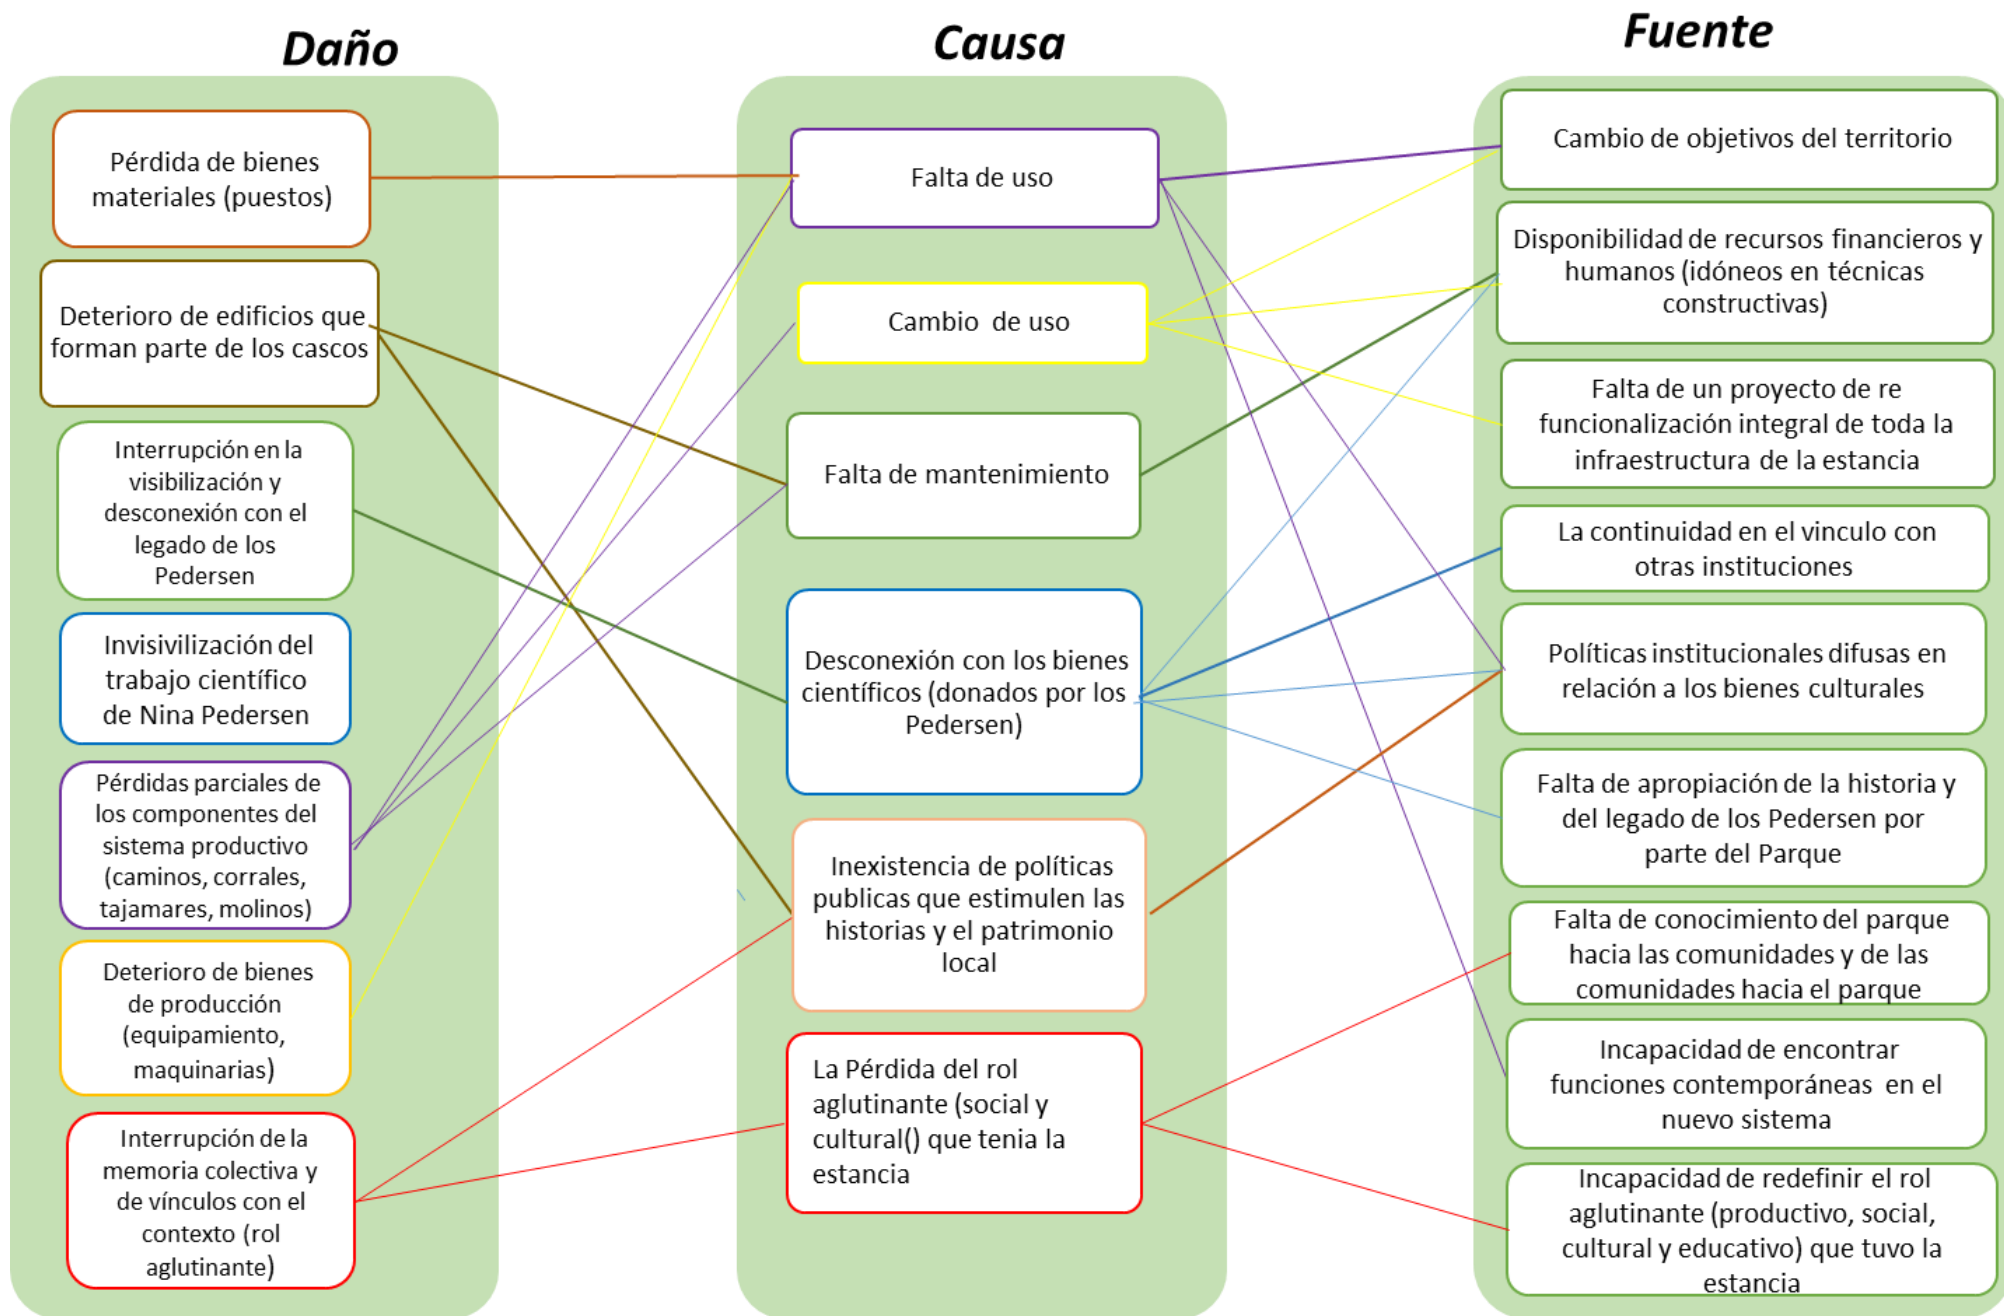 Daño
Pérdida de bienes
materiales (puestos)
Deterioro de edificios que
forman parte de los cascos
Interrupción en la
visibilización y
desconexión con el
legado de los
Pedersen
Invisivilización del
trabajo científico
de Nina Pedersen
Pérdidas parciales de
los componentes del
sistema productivo
(caminos, corrales,
tajamares, molinos)
Deterioro de bienes
de producción
(equipamiento,
maquinarias)
Interrupción de la
memoria colectiva y
de vínculos con el
contexto (rol
aglutinante)
Causa
Falta de uso
Cambio de uso
Falta de mantenimiento
Desconexión con los bienes
científicos (donados por los
Pedersen)
Inexistencia de políticas
publicas que estimulen las
historias y el patrimonio
local
La Pérdida del rol
aglutinante (social y
cultural() que tenia la
estancia
Fuente
Cambio de objetivos del territorio
Disponibilidad de recursos financieros y
humanos (idóneos en técnicas
constructivas)
Falta de un proyecto de re
funcionalización integral de toda la
infraestructura de la estancia
La continuidad en el vinculo con
otras instituciones
Políticas institucionales difusas en
relación a los bienes culturales
Falta de apropiación de la historia y
del legado de los Pedersen por
parte del Parque
Falta de conocimiento del parque
hacia las comunidades y de las
comunidades hacia el parque
Incapacidad de encontrar
funciones contemporáneas en el
nuevo sistema
Incapacidad de redefinir el rol
aglutinante (productivo, social,
cultural y educativo) que tuvo la
estancia